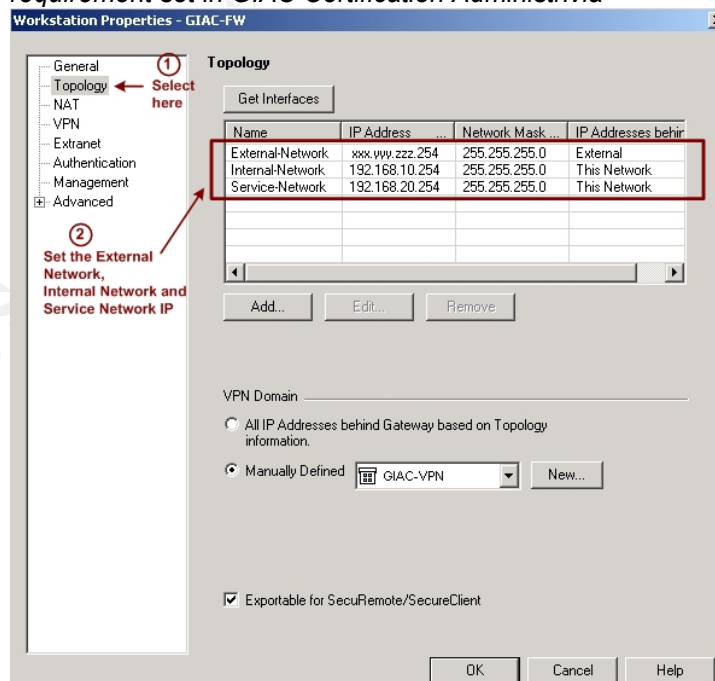 requirement set in GIAC Certification Administrivia
Workstation Properties - GIAC-FW
General
Topology
NAT
VPN
Extranet
Authentication
Management
Advanced
1
Select
here
2
Set the External
Network,
Internal Network and
Service Network IP
Topology
Get Interfaces
Name IP Address ... Network Mask ... IP Addresses behir
External-Network xxx.yyy.zzz.254 255.255.255.0 External
Internal-Network 192.168.10.254 255.255.255.0 This Network
Service-Network 192.168.20.254 255.255.255.0 This Network
Add... Edit... Remove
VPN Domain
All IP Addresses behind Gateway based on Topology
information.
Manually Defined GIAC-VPN New...
Exportable for SecuRemote/SecureClient
OK Cancel Help